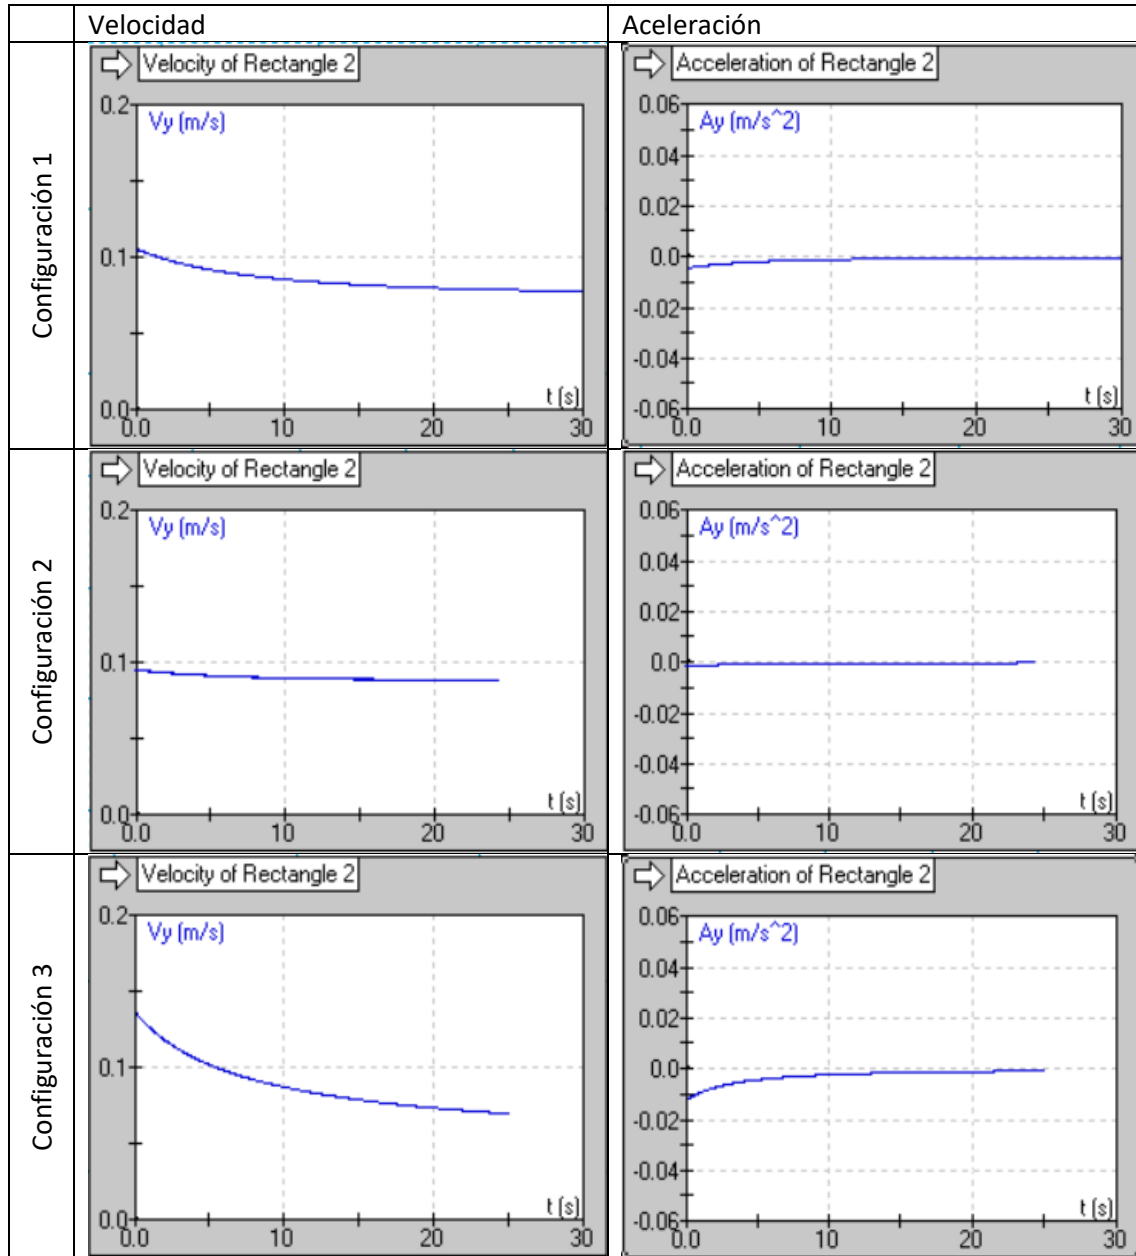 Velocidad Aceleración
Configuración 1
Velocity of Rectangle 2
0.2
Vy (m/s)
0.1
0.0
t (s)
0.0 10 20 30
Acceleration of Rectangle 2
0.06
Ay (m/s^2)
0.04
0.02
0.0
-0.02
-0.04
-0.06
t (s)
0.0 10 20 30
Configuración 2
Velocity of Rectangle 2
0.2
Vy (m/s)
0.1
0.0
t (s)
0.0 10 20 30
Acceleration of Rectangle 2
0.06
Ay (m/s^2)
0.04
0.02
0.0
-0.02
-0.04
-0.06
t (s)
0.0 10 20 30
Configuración 3
Velocity of Rectangle 2
0.2
Vy (m/s)
0.1
0.0
t (s)
0.0 10 20 30
Acceleration of Rectangle 2
0.06
Ay (m/s^2)
0.04
0.02
0.0
-0.02
-0.04
-0.06
t (s)
0.0 10 20 30